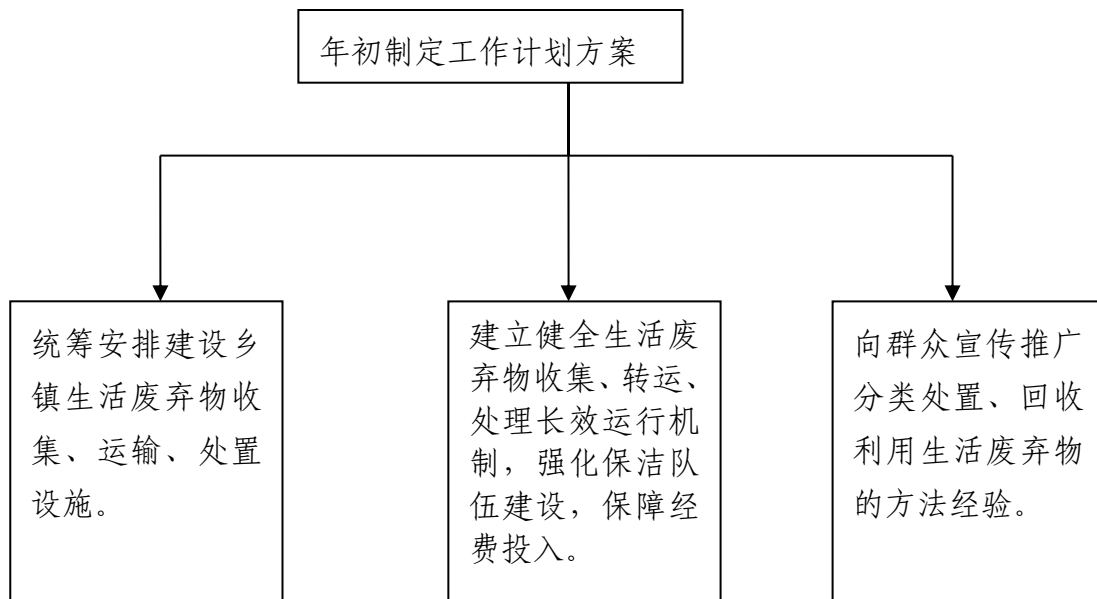 年初制定工作计划方案
统筹安排建设乡
镇生活废弃物收
集、运输、处置
设施。
建立健全生活废
弃物收集、转运、
处理长效运行机
制，强化保洁队
伍建设，保障经
费投入。
向群众宣传推广
分类处置、回收
利用生活废弃物
的方法经验。